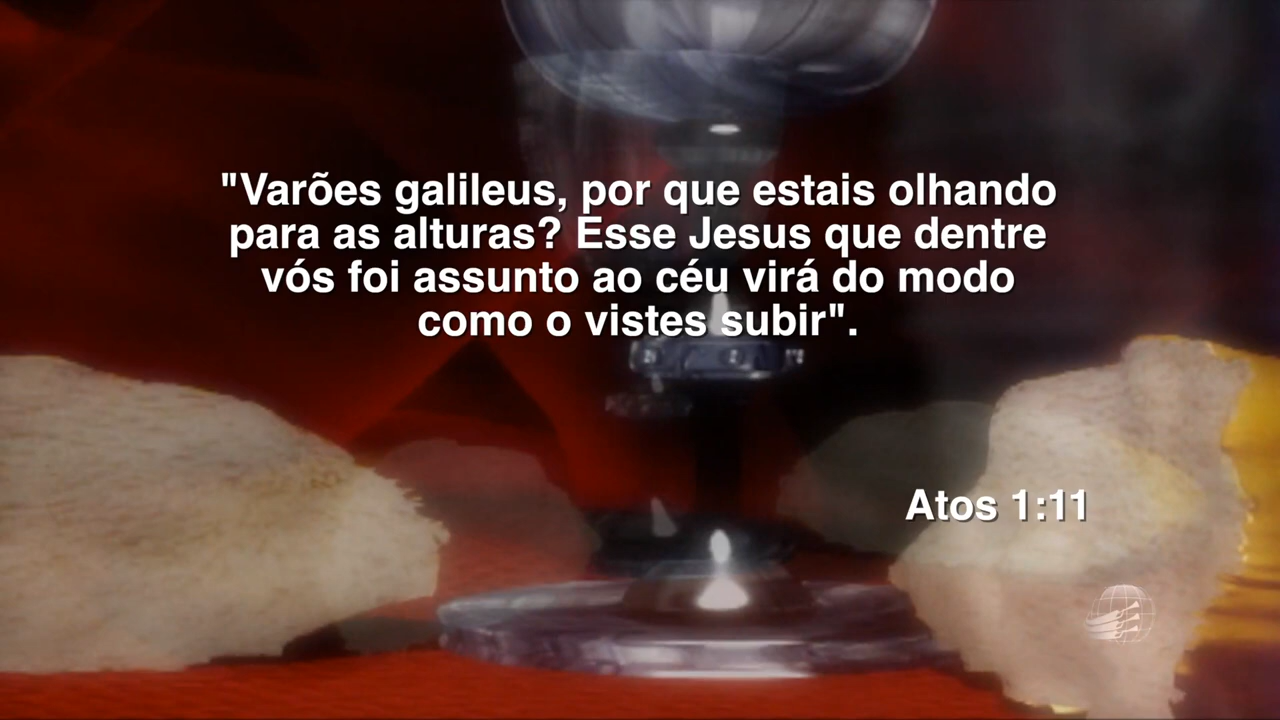 "Varões galileus, por que estais olhando
para as alturas? Esse Jesus que dentre
vós foi assunto ao céu virá do modo
como o vistes subir".
Atos 1:11